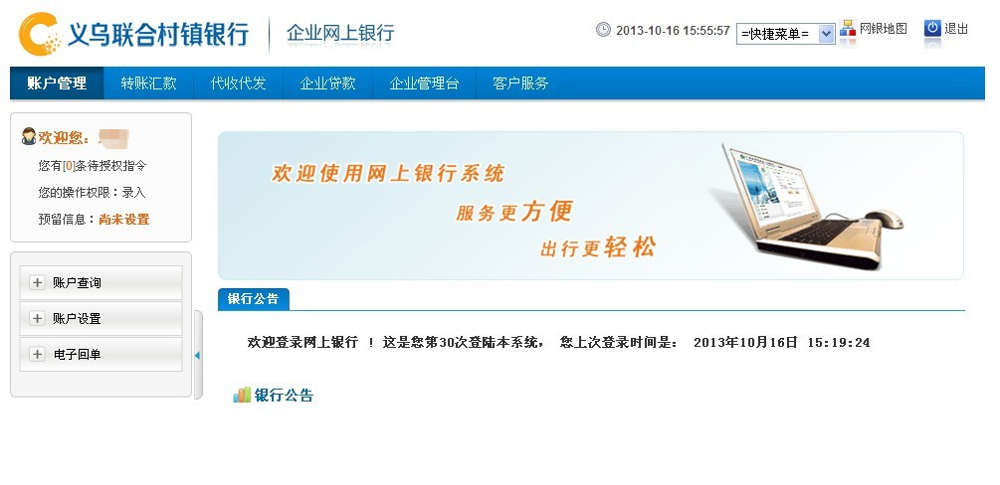 义乌联合村镇银行 企业网上银行
2013-10-16 15:55:57 =快捷菜单= 网银地图 退出
账户管理 转账汇款 代收代发 企业贷款 企业管理台 客户服务
欢迎您：
您有[0]条待授权指令
您的操作权限：录入
预留信息：尚未设置
账户查询
账户设置
电子回单
欢迎使用网上银行系统
服务更方便
出行更轻松
银行公告
欢迎登录网上银行 ！这是您第30次登陆本系统， 您上次登录时间是： 2013年10月16日 15:19:24
银行公告